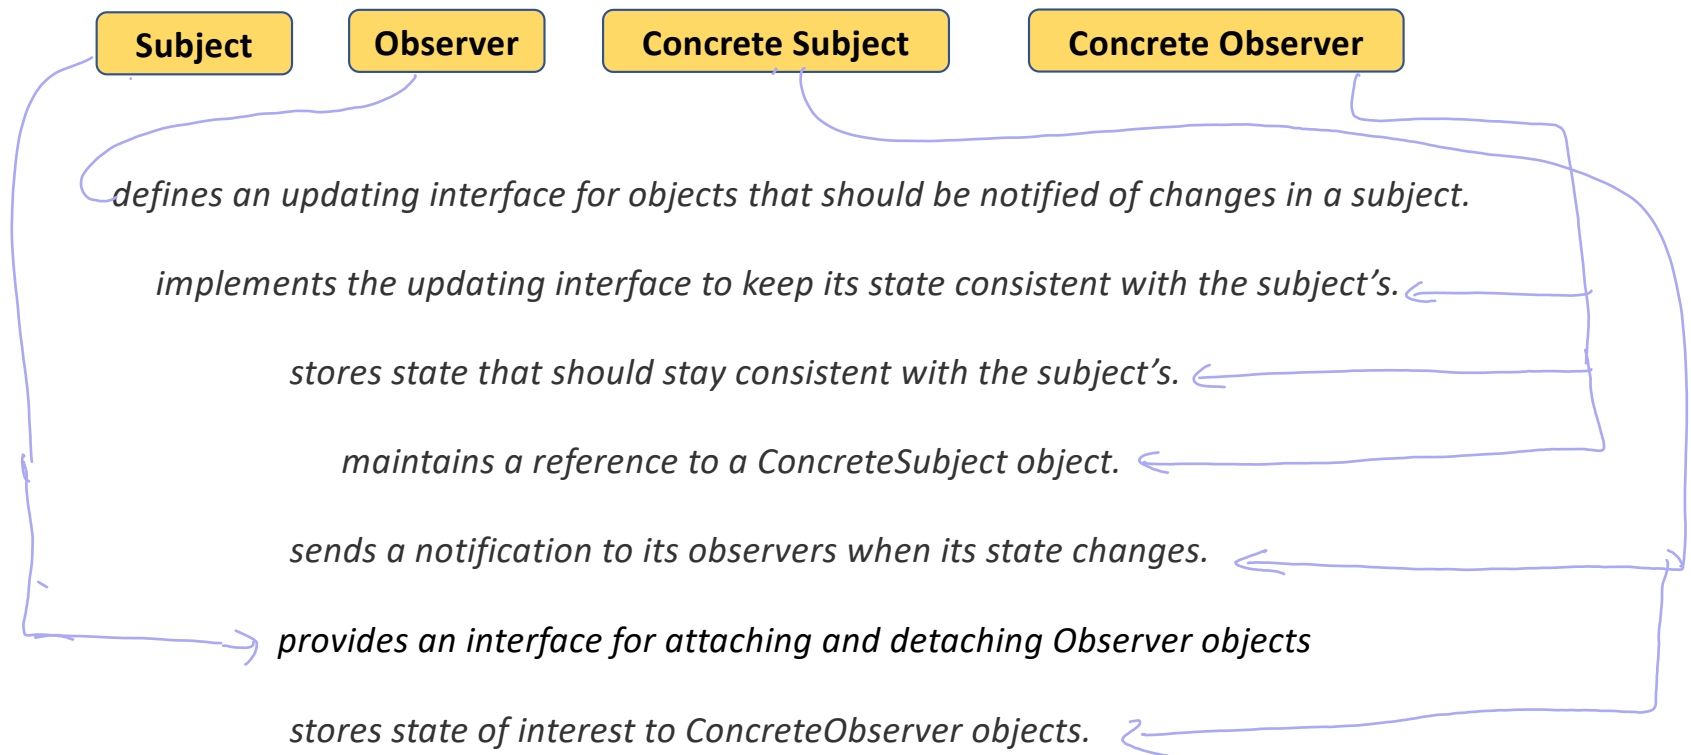 Subject Observer Concrete Subject Concrete Observer
defines an updating interface for objects that should be notified of changes in a subject.
implements the updating interface to keep its state consistent with the subject’s.
stores state that should stay consistent with the subject’s.
maintains a reference to a ConcreteSubject object.
sends a notification to its observers when its state changes.
provides an interface for attaching and detaching Observer objects
stores state of interest to ConcreteObserver objects.